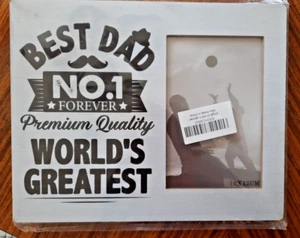 BEST DAD
NO.1
FOREVER
Premium Quality
WORLD'S
GREATEST